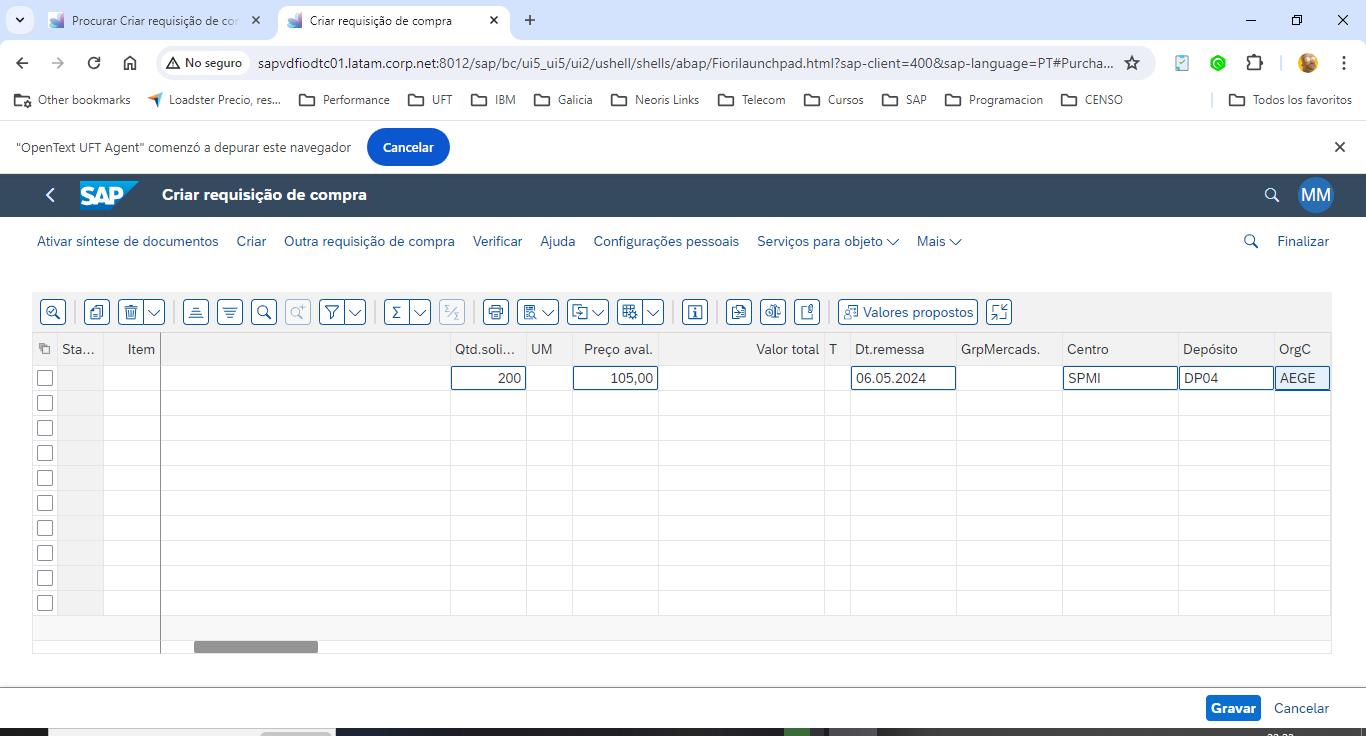 Procurar Criar requisição de cor
Criar requisição de compra
No seguro
sapvdfiodtc01.latam.corp.net:8012/sap/bc/ui5_ui5/ui2/ushell/shells/abap/Fiorilaunchpad.html?sap-client=400&sap-language=PT#Purcha...
Other bookmarks
Loadster Precio, res...
Performance
UFT
IBM
Galicia
Neoris Links
Telecom
Cursos
SAP
Programacion
CENSO
Todos los favoritos
"OpenText UFT Agent" comenzó a depurar este navegador
Cancelar
SAP
Criar requisição de compra
MM
Ativar síntese de documentos
Criar
Outra requisição de compra
Verificar
Ajuda
Configurações pessoais
Serviços para objeto
Mais
Finalizar
Valores propostos
Sta... Item Qtd.soli... UM Preço aval. Valor total T Dt.remessa GrpMercads. Centro Depósito OrgC
200 105,00 06.05.2024 SPMI DP04 AEGE
Gravar
Cancelar